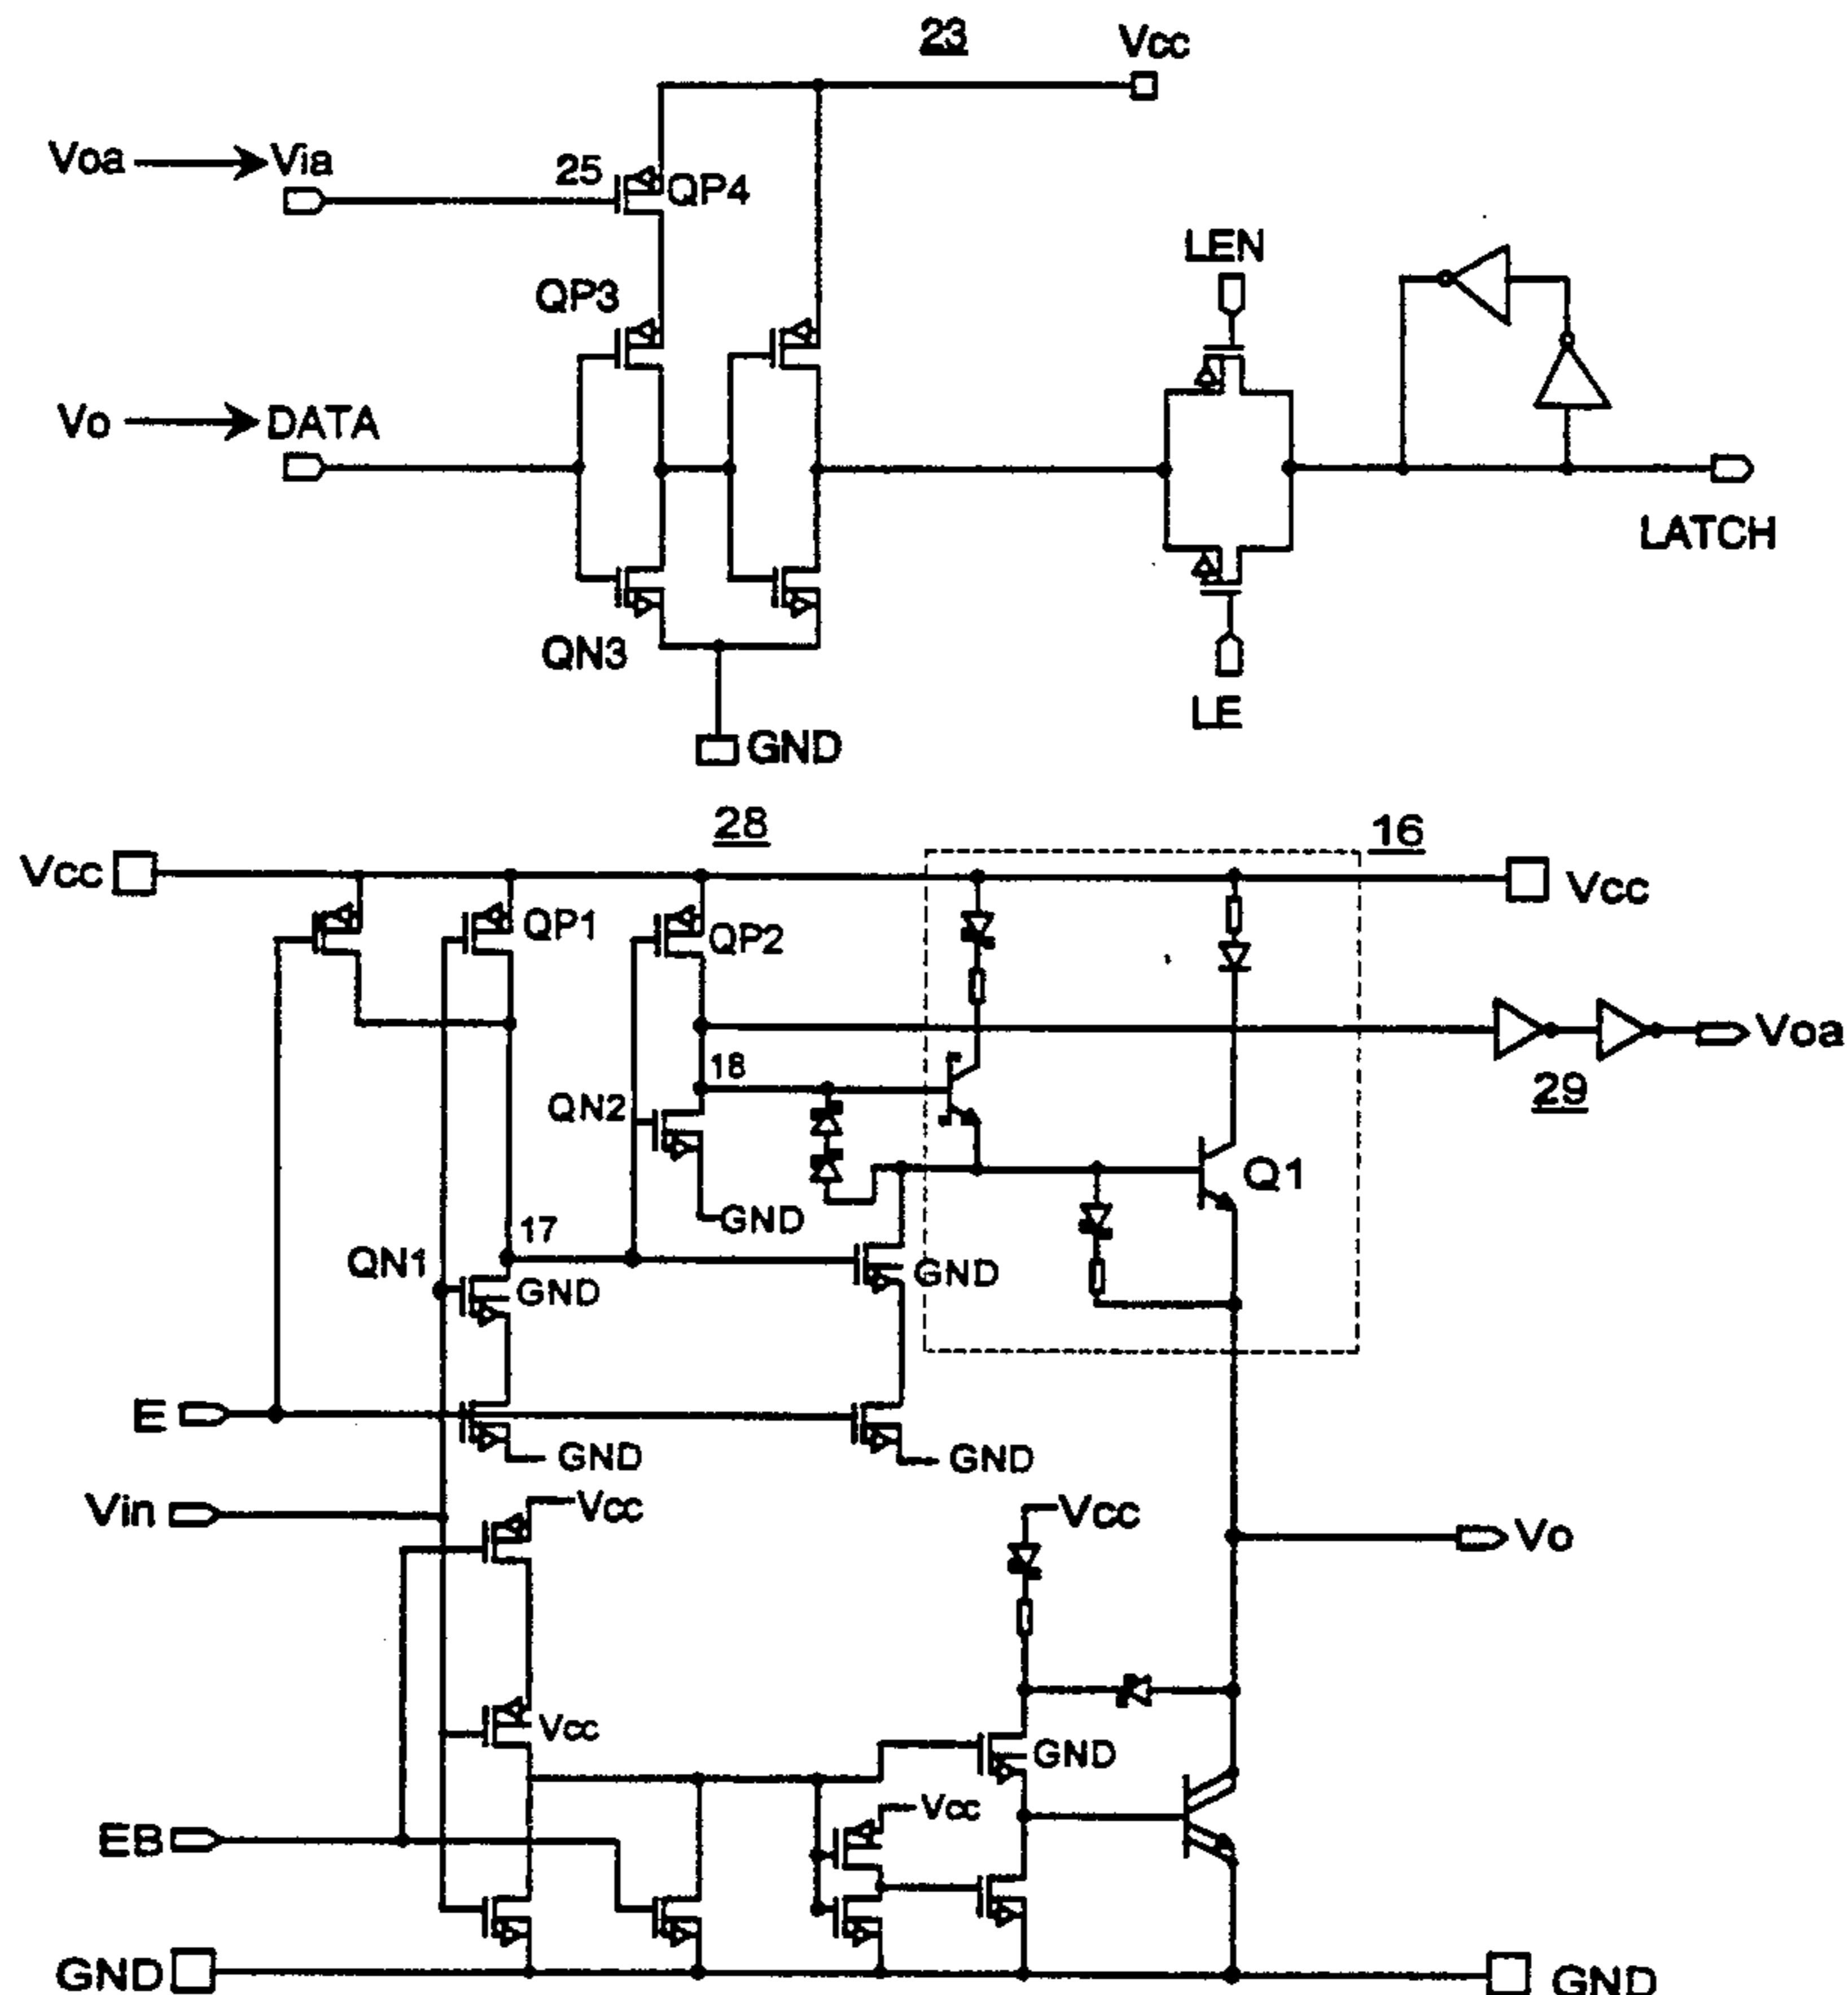 23
Vcc
Voa Via
25
QP4
QP3
LEN
Vo DATA
LATCH
QN3
LE
GND
28
16
Vcc
Vcc
QP1
QP2
Voa
18
29
QN2
Q1
GND
17
QN1
GND
GND
E
GND
GND
Vin
Vcc
Vcc
Vo
Vcc
GND
Vcc
EB
GND
GND